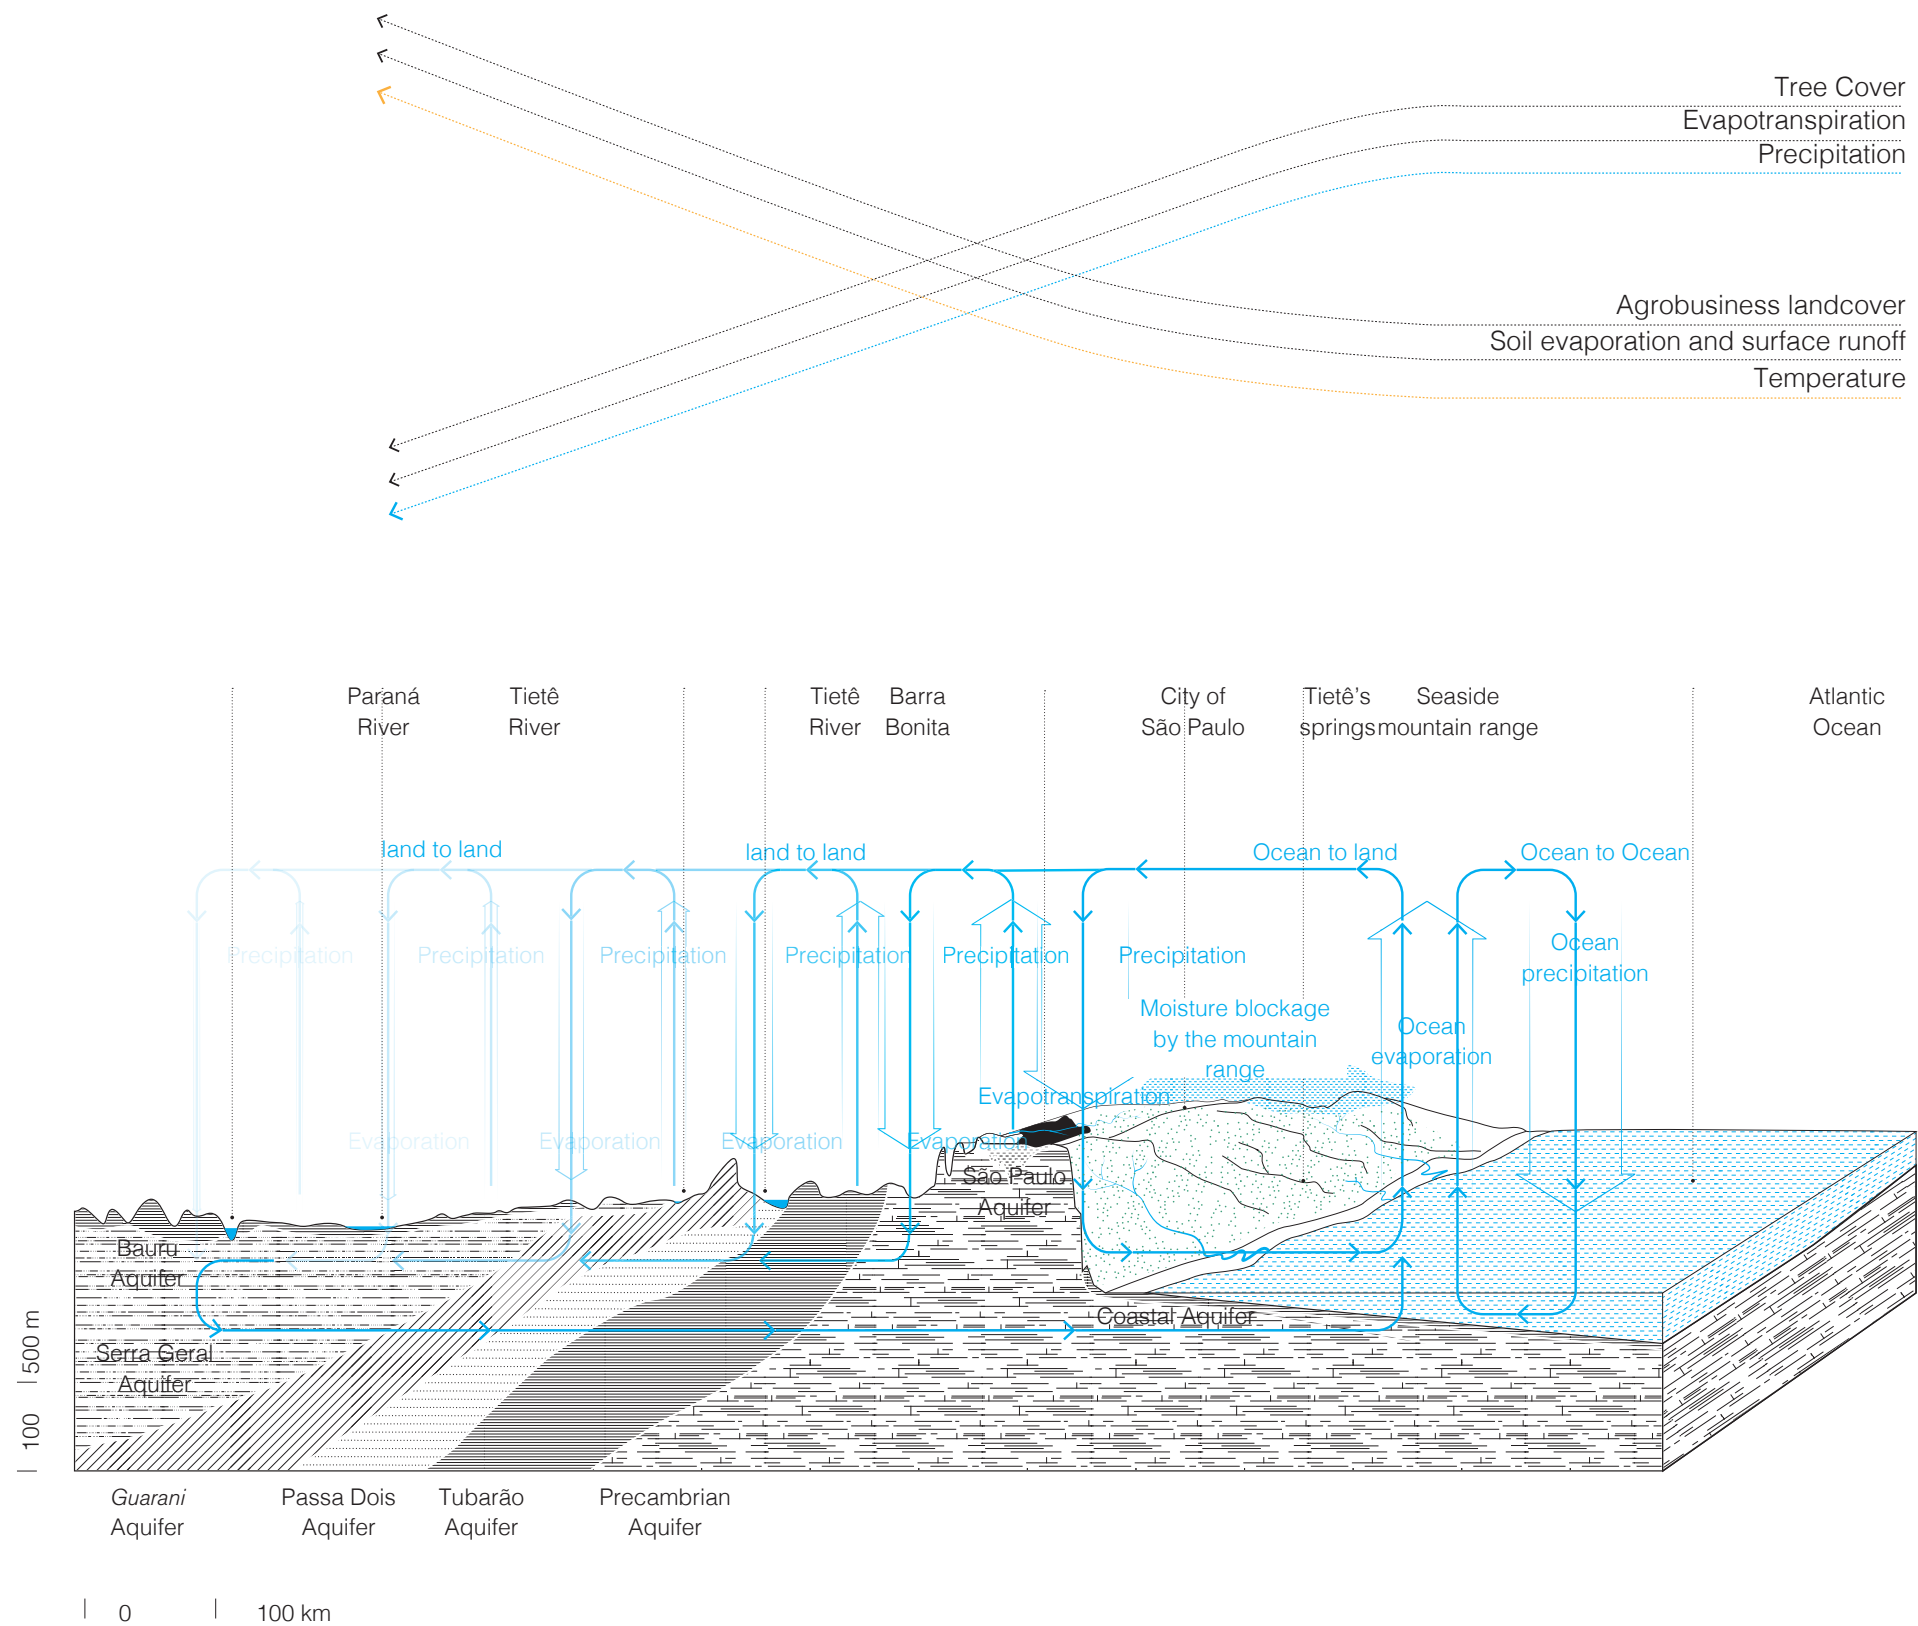 Tree Cover
Evapotranspiration
Precipitation
Agrobusiness landcover
Soil evaporation and surface runoff
Temperature
Paraná
River
Tietê
River
Tietê
River
Barra
Bonita
City of
São Paulo
Tietê's
springs
Seaside
mountain range
Atlantic
Ocean
land to land
land to land
Ocean to land
Ocean to Ocean
Precipitation
Precipitation
Precipitation
Precipitation
Precipitation
Precipitation
Ocean
precipitation
Moisture blockage
by the mountain
range
Ocean
evaporation
Evapotranspiration
Evaporation
Evaporation
Evaporation
Evaporation
São Paulo
Aquifer
Bauru
Aquifer
Coastal Aquifer
Serra Geral
Aquifer
500 m
100
Guarani
Aquifer
Passa Dois
Aquifer
Tubarão
Aquifer
Precambrian
Aquifer
0
100 km